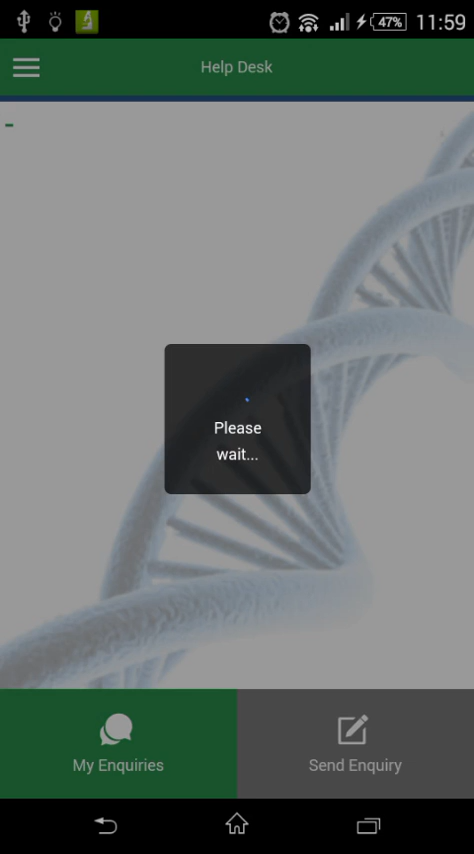 47% 11:59
Help Desk
Please
wait...
My Enquiries
Send Enquiry